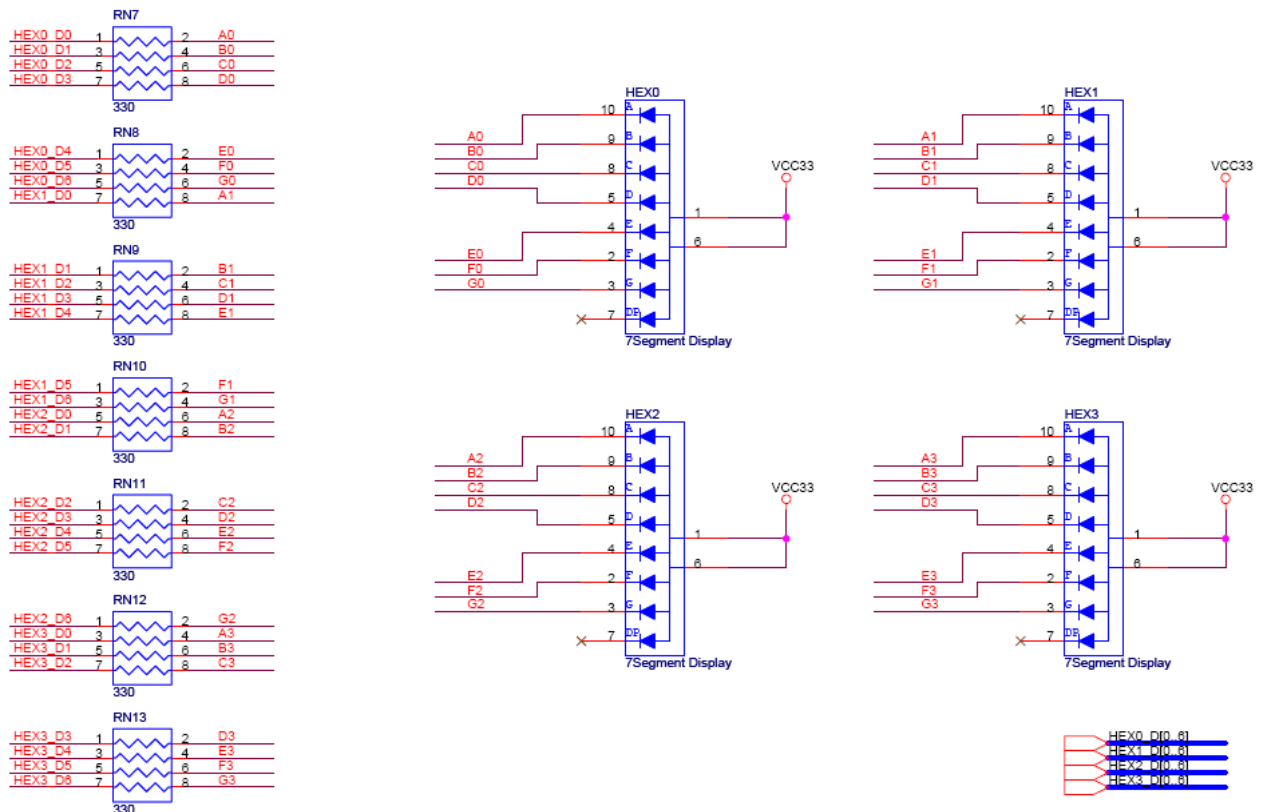 RN7
HEX0_D0 1 2 A0
HEX0_D1 3 4 B0
HEX0_D2 5 6 C0
HEX0_D3 7 8 D0
330
RN8
HEX0_D4 1 2 E0
HEX0_D5 3 4 F0
HEX0_D6 5 6 G0
HEX1_D0 7 8 A1
330
RN9
HEX1_D1 1 2 B1
HEX1_D2 3 4 C1
HEX1_D3 5 6 D1
HEX1_D4 7 8 E1
330
RN10
HEX1_D5 1 2 F1
HEX1_D6 3 4 G1
HEX2_D0 5 6 A2
HEX2_D1 7 8 B2
330
RN11
HEX2_D2 1 2 C2
HEX2_D3 3 4 D2
HEX2_D4 5 6 E2
HEX2_D5 7 8 F2
330
RN12
HEX2_D6 1 2 G2
HEX3_D0 3 4 A3
HEX3_D1 5 6 B3
HEX3_D2 7 8 C3
330
RN13
HEX3_D3 1 2 D3
HEX3_D4 3 4 E3
HEX3_D5 5 6 F3
HEX3_D6 7 8 G3
330
HEX0
10 A
A0 9 B
B0
C0 8 C
D0
5 D
VCC33
1
4 E
6
E0 2 F
F0
G0 3 G
7 DP
7Segment Display
HEX1
10 A
A1 9 B
B1
C1 8 C
D1
5 D
VCC33
1
4 E
6
E1 2 F
F1
G1 3 G
7 DP
7Segment Display
HEX2
10 A
A2 9 B
B2
C2 8 C
D2
5 D
VCC33
1
4 E
6
E2 2 F
F2
G2 3 G
7 DP
7Segment Display
HEX3
10 A
A3 9 B
B3
C3 8 C
D3
5 D
VCC33
1
4 E
6
E3 2 F
F3
G3 3 G
7 DP
7Segment Display
HEX0_D[0..6]
HEX1_D[0..6]
HEX2_D[0..6]
HEX3_D[0..6]